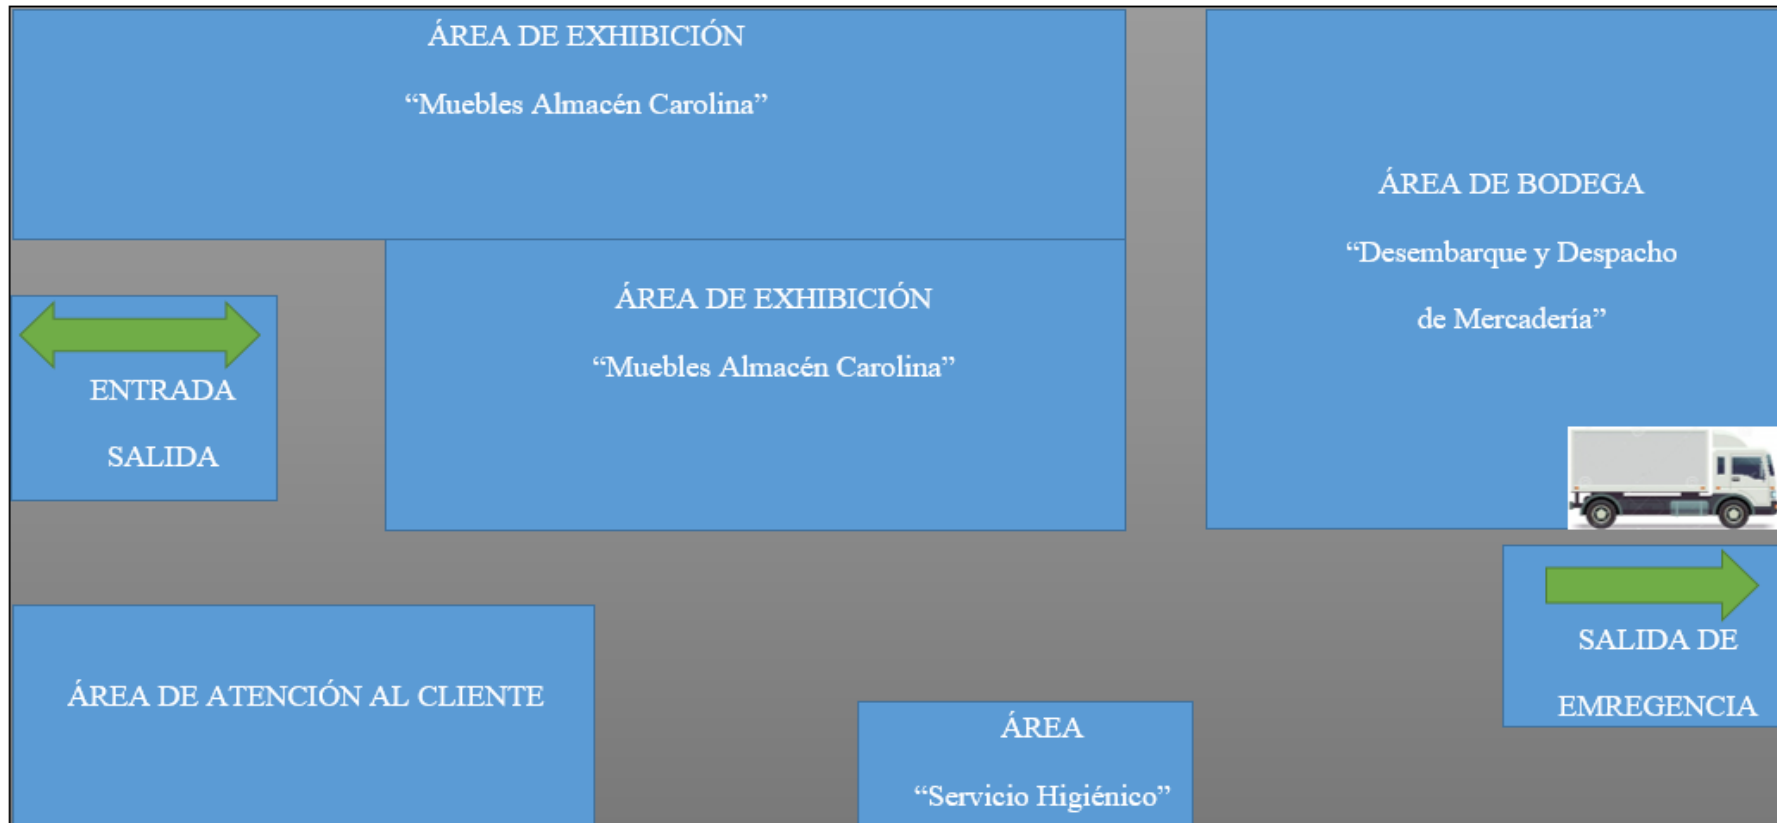 ÁREA DE EXHIBICIÓN
“Muebles Almacén Carolina”
ÁREA DE BODEGA
“Desembarque y Despacho
de Mercadería”
ÁREA DE EXHIBICIÓN
“Muebles Almacén Carolina”
ENTRADA
SALIDA
SALIDA DE
EMREGENCIA
ÁREA DE ATENCIÓN AL CLIENTE
ÁREA
“Servicio Higiénico”